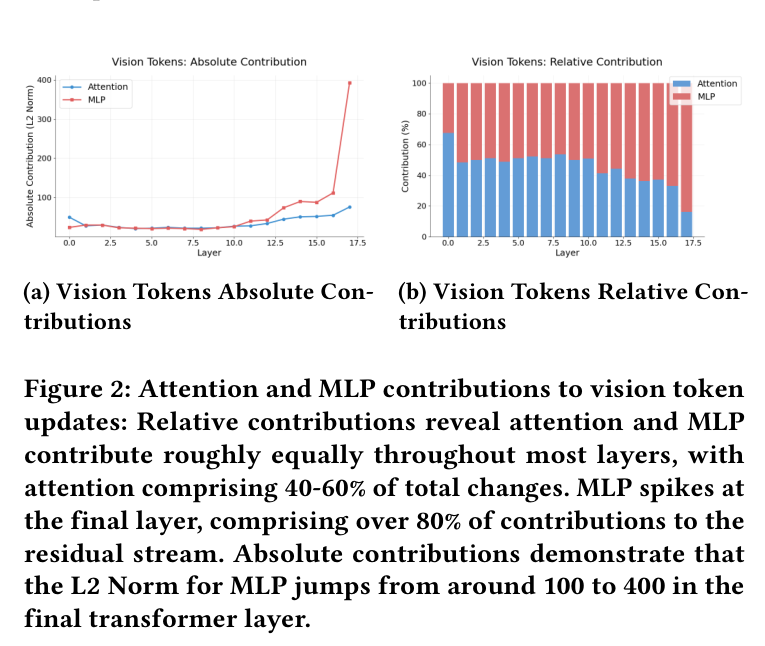 Vision Tokens: Absolute Contribution
Absolute Contribution (L2 Norm)
400
300
200
100
Attention
MLP
0.0 2.5 5.0 7.5 10.0 12.5 15.0 17.5
Layer
Vision Tokens: Relative Contribution
Contribution (%)
100
80
60
40
20
0
Attention
MLP
0.0 2.5 5.0 7.5 10.0 12.5 15.0 17.5
Layer
(a) Vision Tokens Absolute Con-
tributions
(b) Vision Tokens Relative Con-
tributions
Figure 2: Attention and MLP contributions to vision token
updates: Relative contributions reveal attention and MLP
contribute roughly equally throughout most layers, with
attention comprising 40-60% of total changes. MLP spikes at
the final layer, comprising over 80% of contributions to the
residual stream. Absolute contributions demonstrate that
the L2 Norm for MLP jumps from around 100 to 400 in the
final transformer layer.